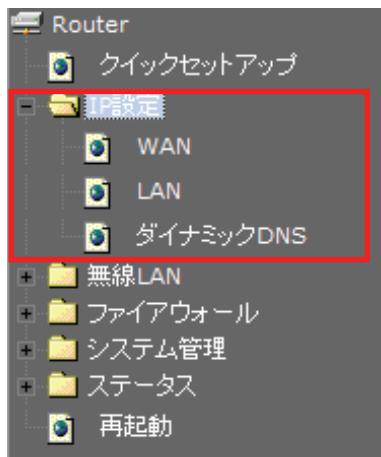 Router
クイックセットアップ
IP設定
WAN
LAN
ダイナミックDNS
無線LAN
ファイアウォール
システム管理
ステータス
再起動